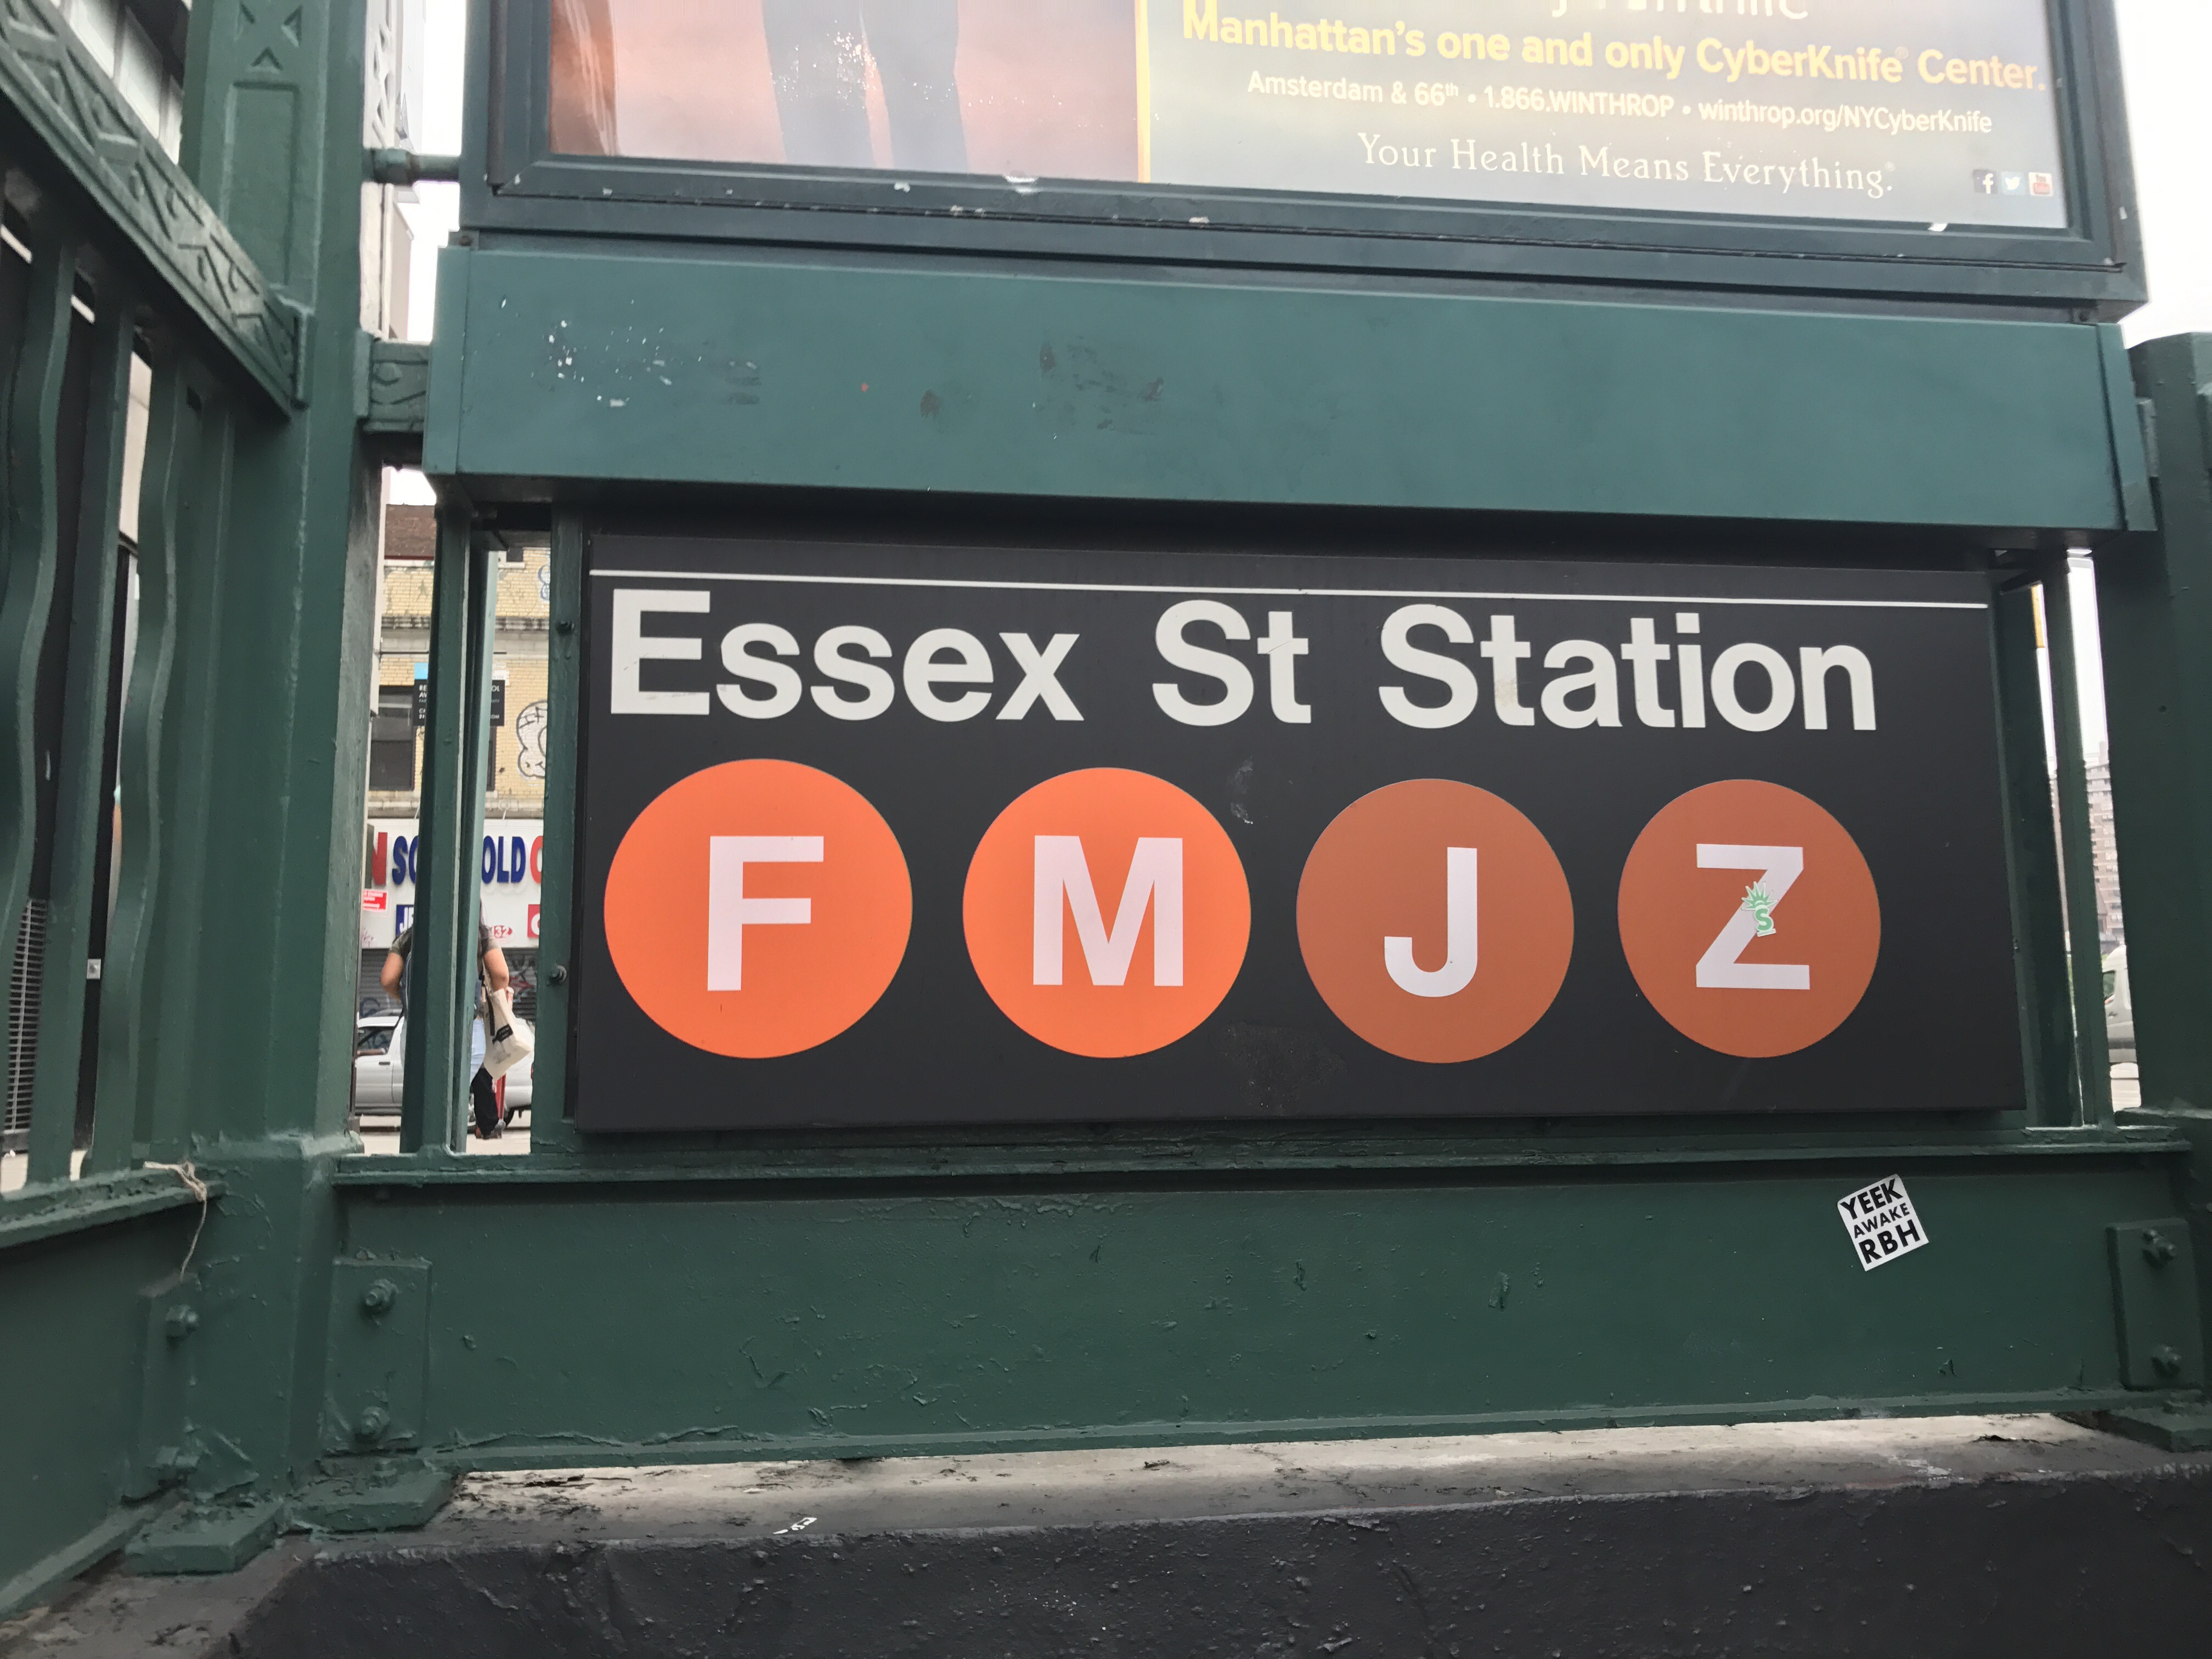 Manhattan's one and only CyberKnife® Center.
Amsterdam & 66th • 1.866.WINTHROP • winthrop.org/NYCyberKnife
Your Health Means Everything.®
Essex St Station
F M J Z
S
YEEK
AWAKE
RBH
OLD